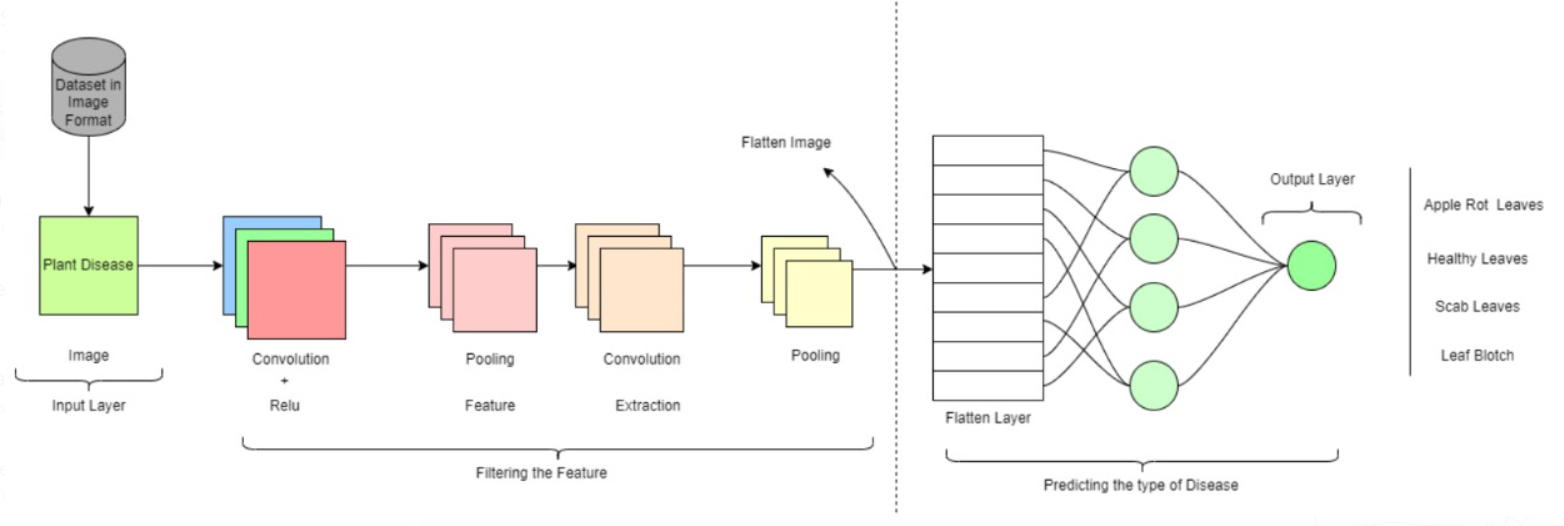 Dataset in
Image
Format
Plant Disease
Image
Input Layer
Convolution
+
Relu
Pooling
Feature
Convolution
Extraction
Pooling
Filtering the Feature
Flatten Image
Flatten Layer
Output Layer
Predicting the type of Disease
Apple Rot Leaves
Healthy Leaves
Scab Leaves
Leaf Blotch